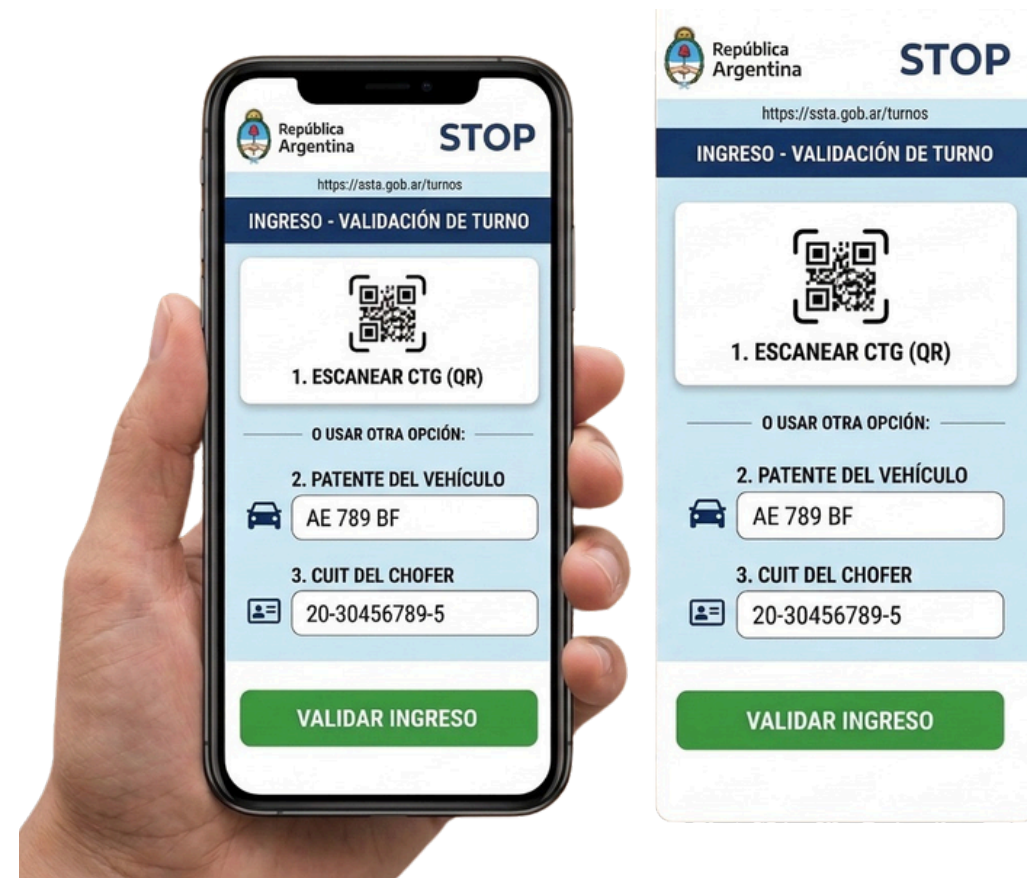 República
Argentina
STOP
https://asta.gob.ar/turnos
INGRESO - VALIDACIÓN DE TURNO
1. ESCANEAR CTG (QR)
O USAR OTRA OPCIÓN:
2. PATENTE DEL VEHÍCULO
AE 789 BF
3. CUIT DEL CHOFER
20-30456789-5
VALIDAR INGRESO
República
Argentina
STOP
https://ssta.gob.ar/turnos
INGRESO - VALIDACIÓN DE TURNO
1. ESCANEAR CTG (QR)
O USAR OTRA OPCIÓN:
2. PATENTE DEL VEHÍCULO
AE 789 BF
3. CUIT DEL CHOFER
20-30456789-5
VALIDAR INGRESO